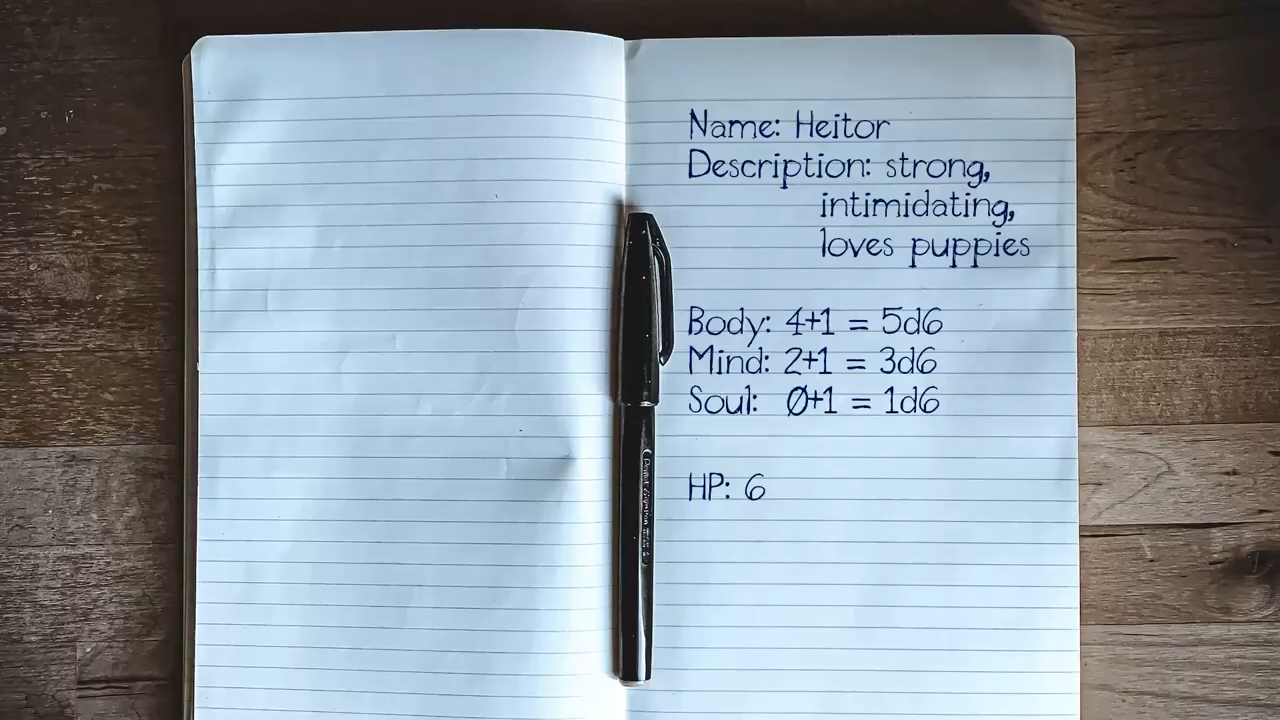 Name: Heitor
Description: strong,
intimidating,
loves puppies
Body: 4+1 = 5d6
Mind: 2+1 = 3d6
Soul: 0+1 = 1d6
HP: 6